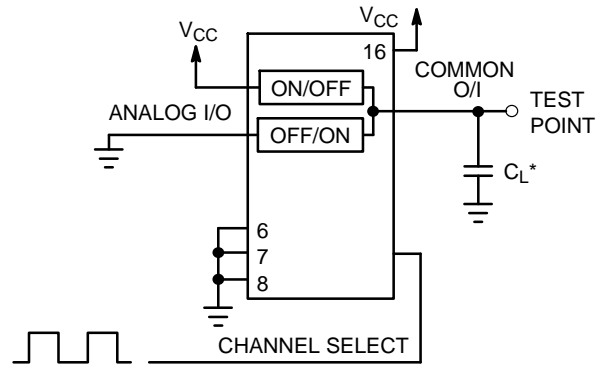 VCC
VCC
16
COMMON
O/I
ON/OFF
TEST
POINT
ANALOG I/O
OFF/ON
CL*
6
7
8
CHANNEL SELECT